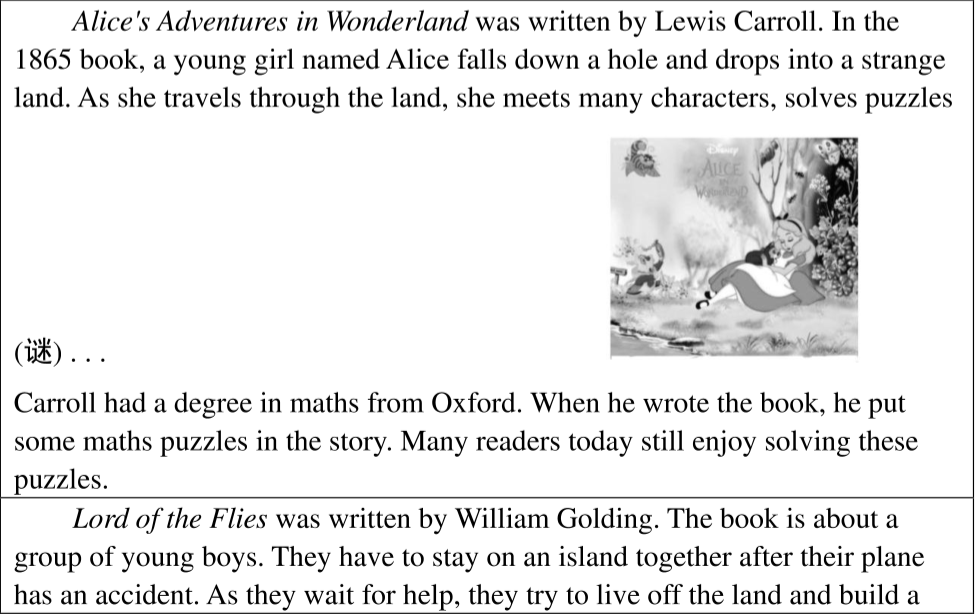 Alice's Adventures in Wonderland was written by Lewis Carroll. In the
1865 book, a young girl named Alice falls down a hole and drops into a strange
land. As she travels through the land, she meets many characters, solves puzzles
Disney
ALICE
IN
WONDERLAND
(谜) . . .
Carroll had a degree in maths from Oxford. When he wrote the book, he put
some maths puzzles in the story. Many readers today still enjoy solving these
puzzles.
Lord of the Flies was written by William Golding. The book is about a
group of young boys. They have to stay on an island together after their plane
has an accident. As they wait for help, they try to live off the land and build a